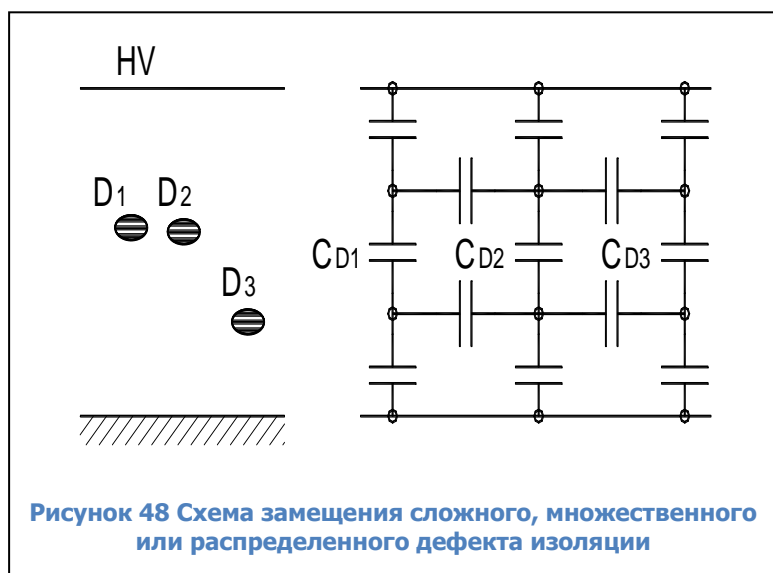 HV
D1 D2
D3
CD1 CD2 CD3
Рисунок 48 Схема замещения сложного, множественного
или распределенного дефекта изоляции